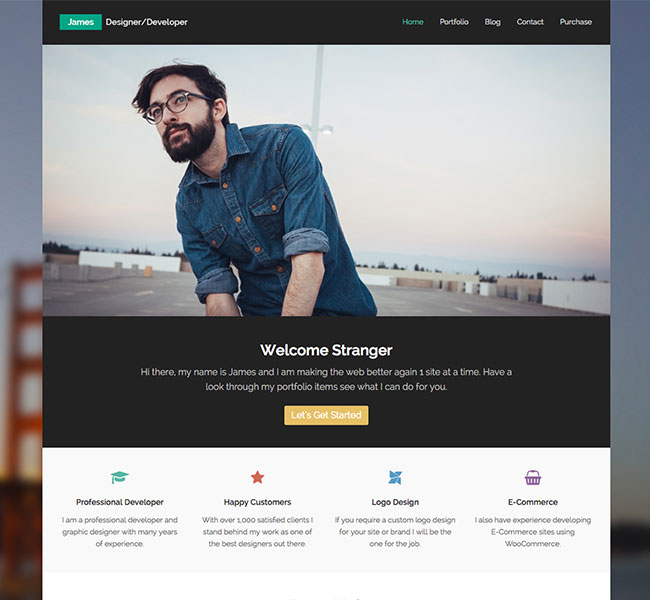 James Designer/Developer Home Portfolio Blog Contact Purchase
Welcome Stranger
Hi there, my name is James and I am making the web better again 1 site at a time. Have a
look through my portfolio items see what I can do for you.
Let's Get Started
Professional Developer
I am a professional developer and
graphic designer with many years
of experience.
Happy Customers
With over 1,000 satisfied clients I
stand behind my work as one of
the best designers out there.
Logo Design
If you require a custom logo design
for your site or brand I will be the
one for the job.
E-Commerce
I also have experience developing
E-Commerce sites using
WooCommerce.